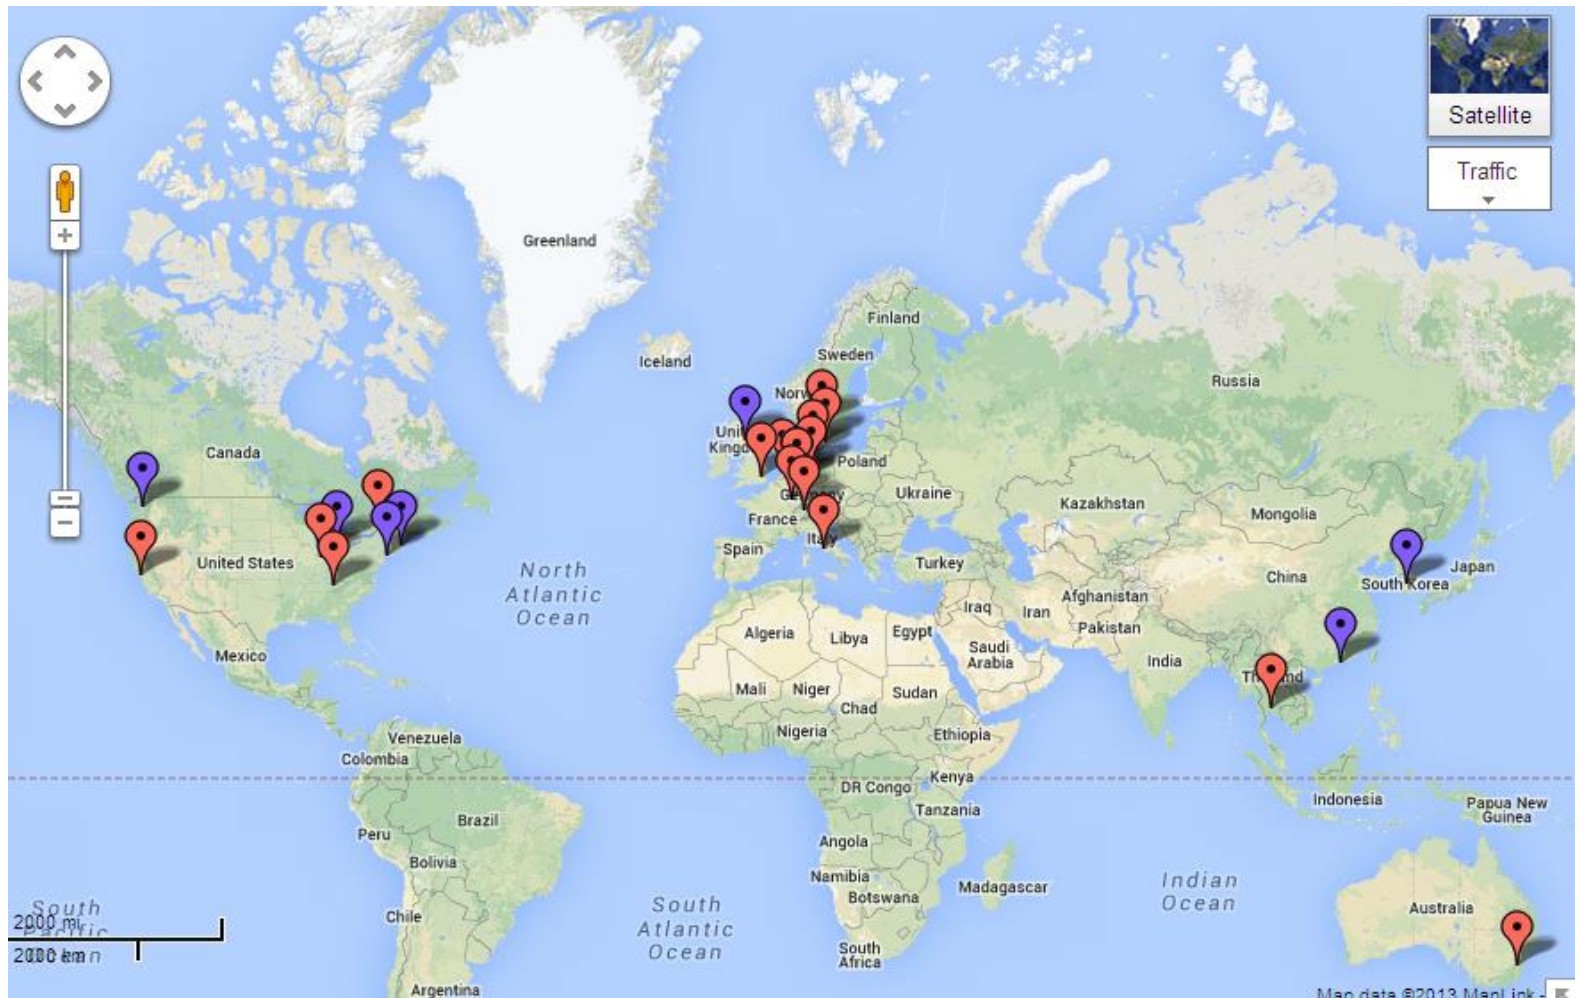 Satellite
Traffic
+
−
Greenland
Iceland
Finland
Sweden
Russia
Canada
Poland
Ukraine
Kazakhstan
Mongolia
France
United States
Spain
Turkey
China
Japan
South Korea
North
Atlantic
Ocean
Afghanistan
Iraq
Iran
Pakistan
Algeria
Libya
Egypt
Saudi
Arabia
India
Mexico
Mali
Niger
Sudan
Chad
Nigeria
Ethiopia
Venezuela
Colombia
Kenya
DR Congo
Tanzania
Indonesia
Papua New
Guinea
Brazil
Peru
Angola
Bolivia
Namibia
Botswana
Madagascar
Indian
Ocean
Chile
South
Atlantic
Ocean
Australia
South
Pacific
Ocean
2000 mi
2000 km
South
Africa
Argentina